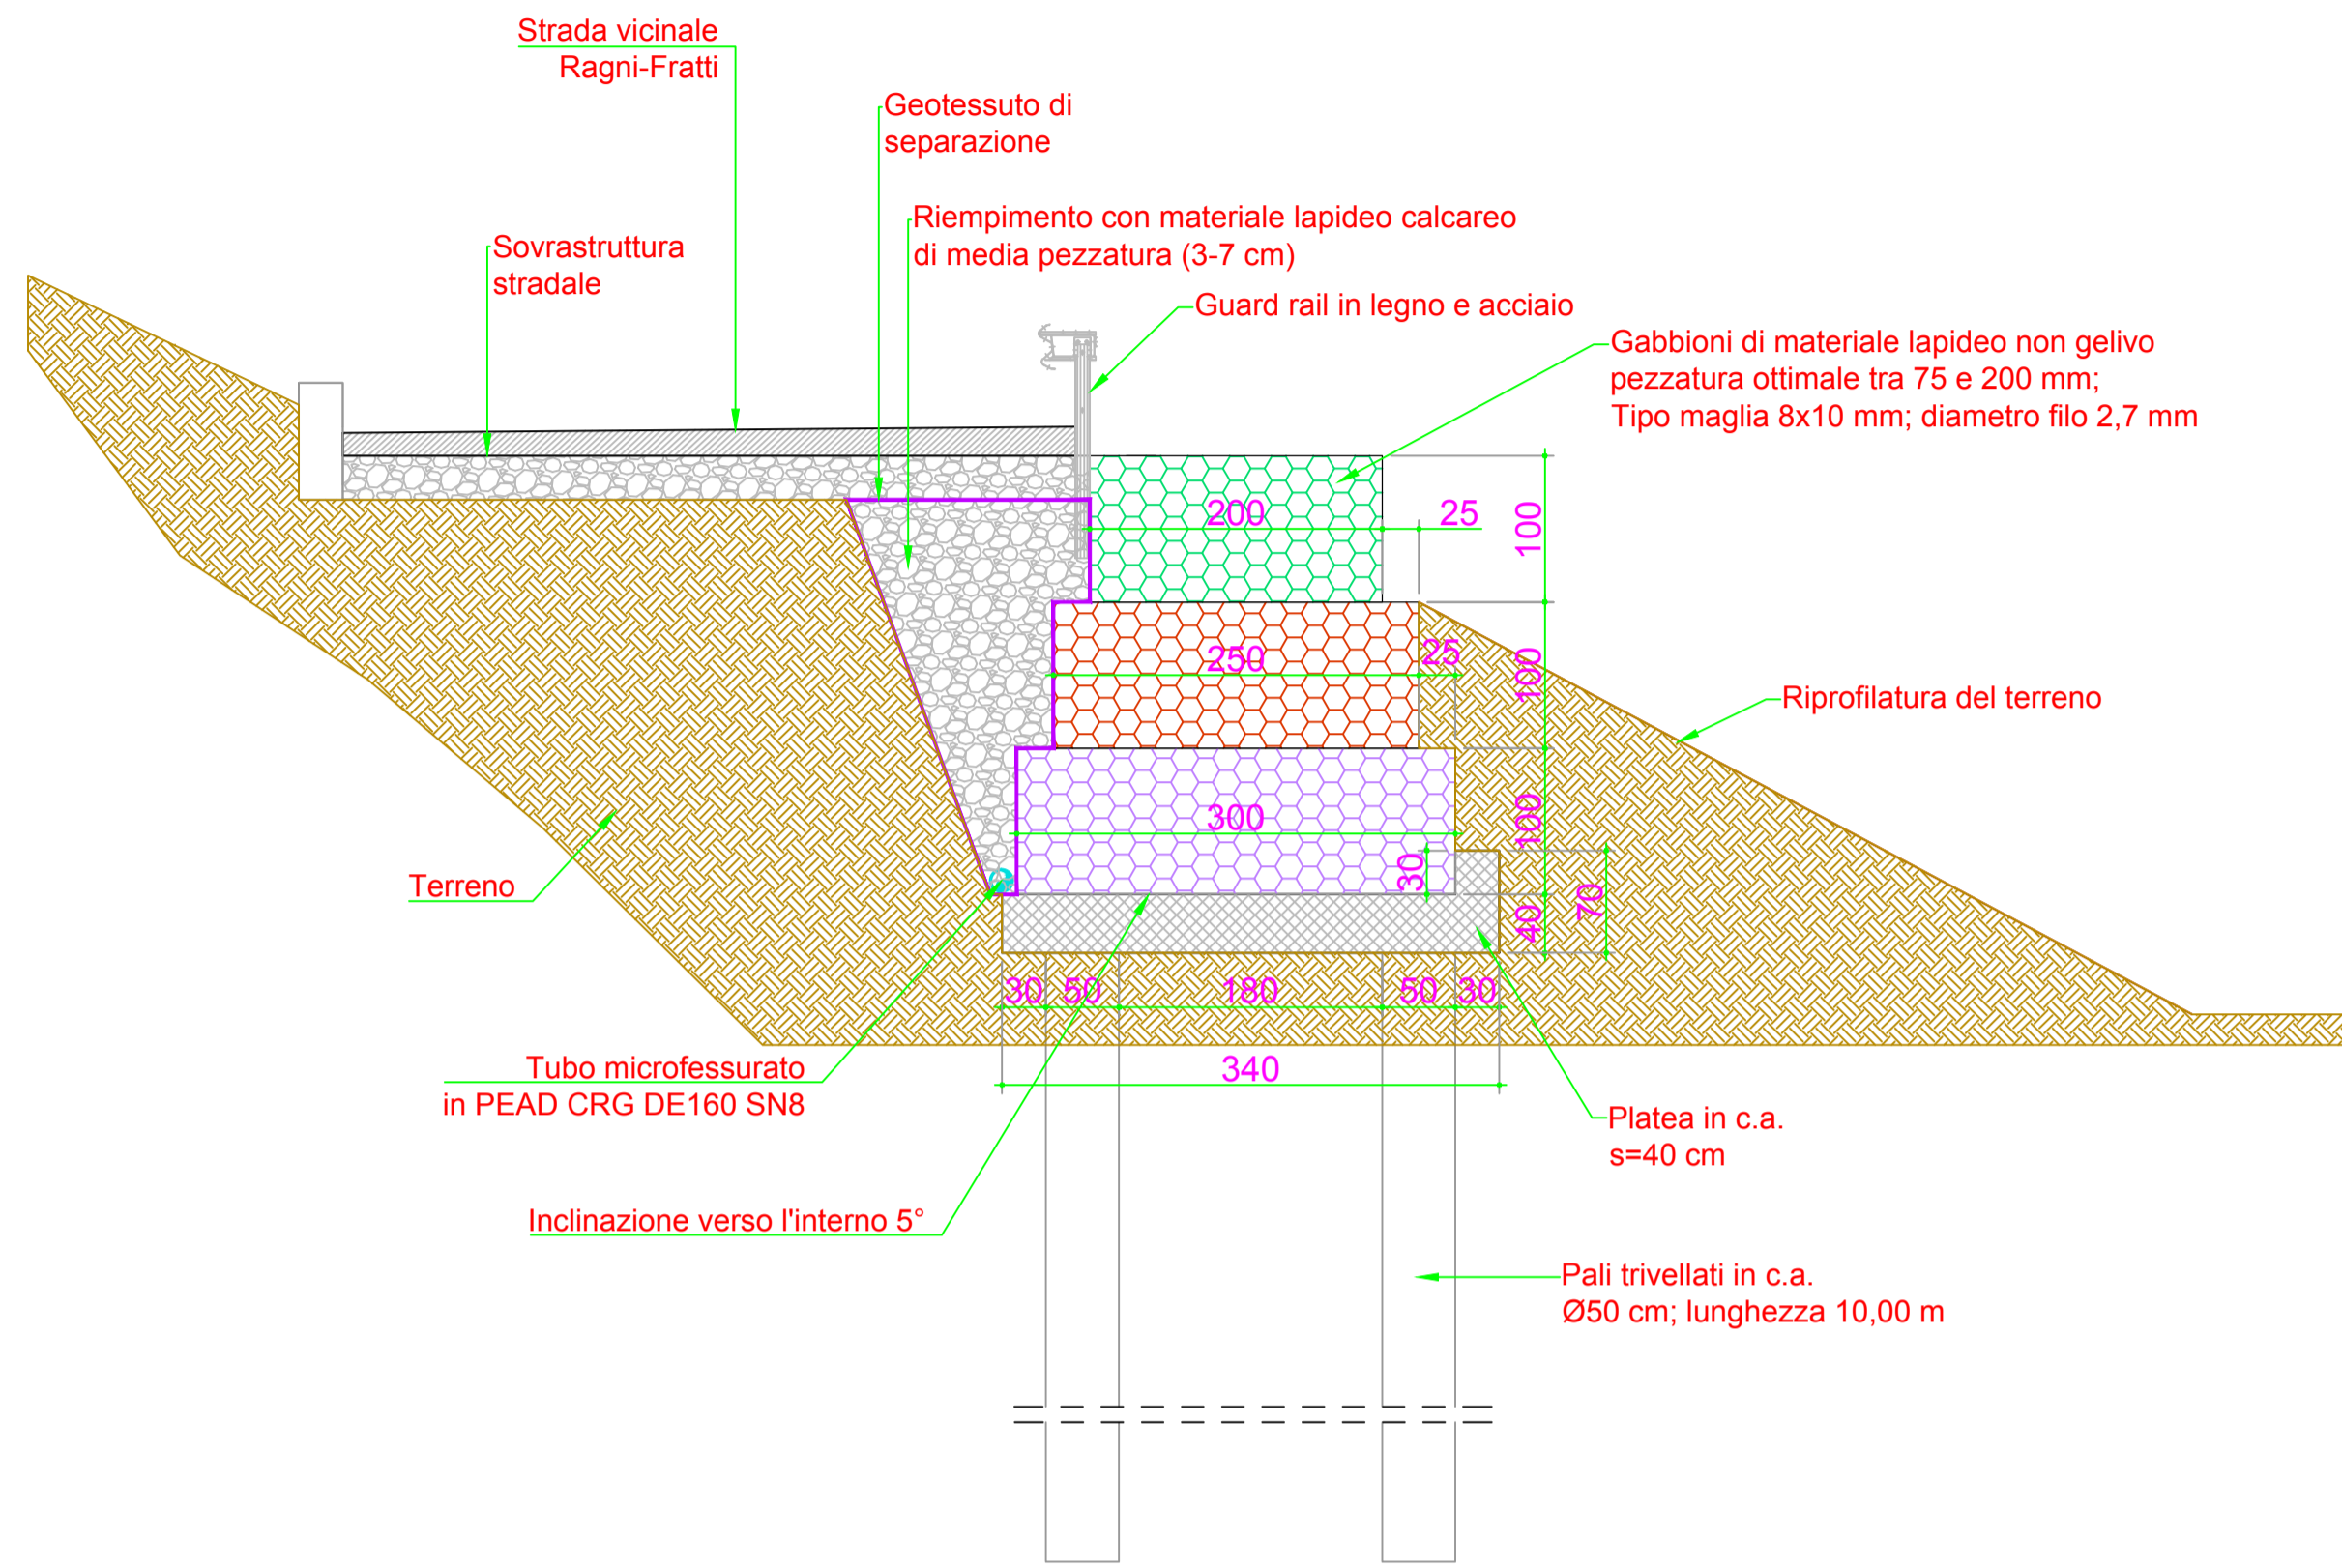 Strada vicinale
Ragni-Fratti
Geotessuto di
separazione
Riempimento con materiale lapideo calcareo
di media pezzatura (3-7 cm)
Sovrastruttura
stradale
Guard rail in legno e acciaio
Gabbioni di materiale lapideo non gelivo
pezzatura ottimale tra 75 e 200 mm;
Tipo maglia 8x10 mm; diametro filo 2,7 mm
200
25
100
250
25
100
Riprofilatura del terreno
300
100
30
70
40
Terreno
30
50
180
50
30
340
Tubo microfessurato
in PEAD CRG DE160 SN8
Platea in c.a.
s=40 cm
Inclinazione verso l'interno 5°
Pali trivellati in c.a.
Ø50 cm; lunghezza 10,00 m